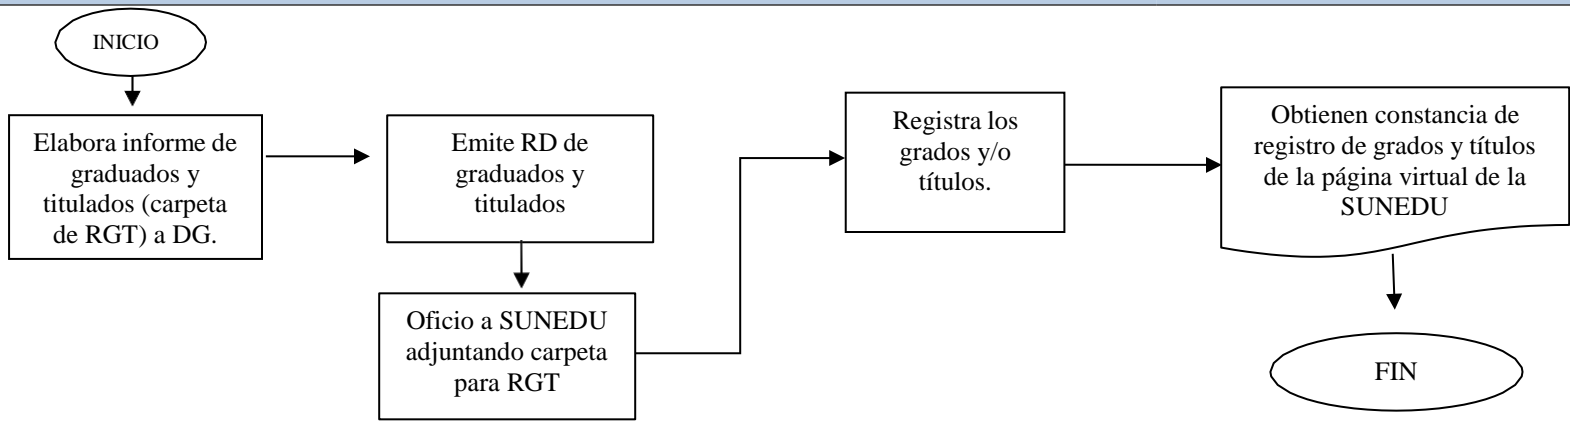 INICIO
Elabora informe de
graduados y
titulados (carpeta
de RGT) a DG.
Emite RD de
graduados y
titulados
Oficio a SUNEDU
adjuntando carpeta
para RGT
Registra los
grados y/o
títulos.
Obtienen constancia de
registro de grados y títulos
de la página virtual de la
SUNEDU
FIN